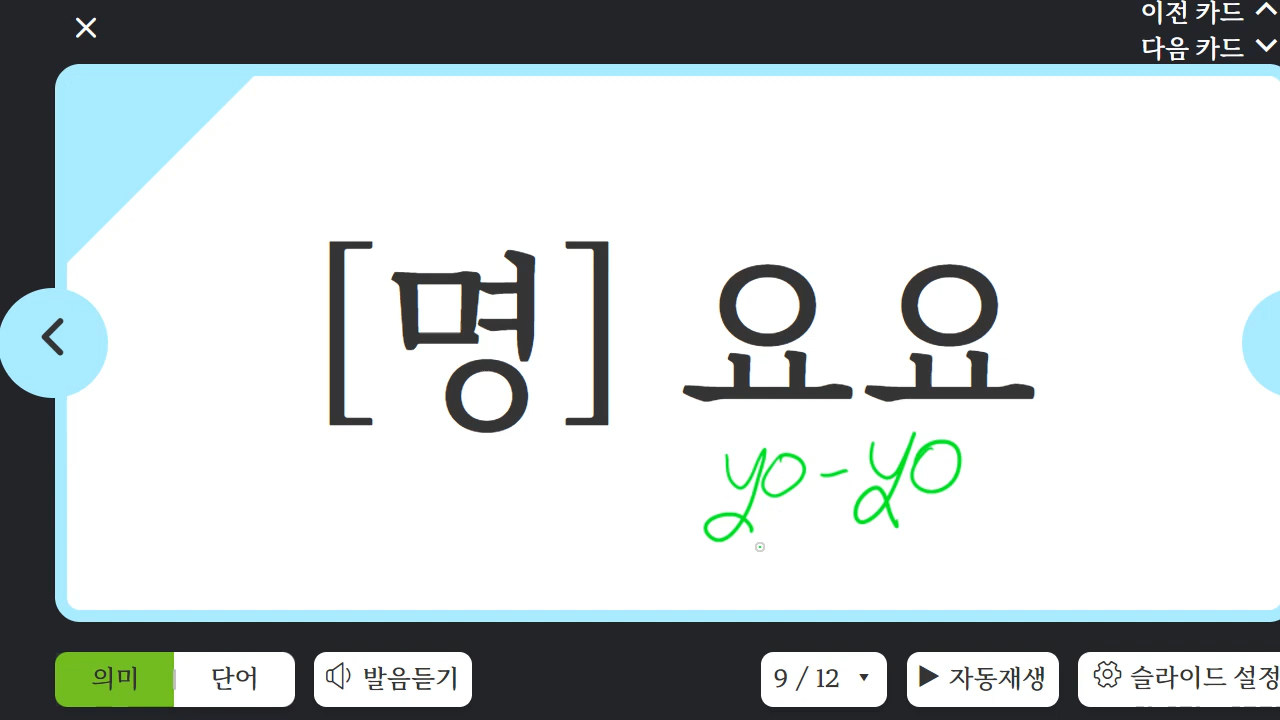 이전 카드
다음 카드
[명] 요요
yo-yo
의미 단어 발음듣기 9 / 12 자동재생 슬라이드 설정